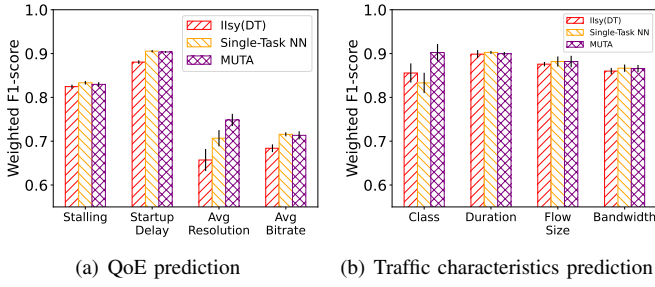 1.0
0.9
0.8
0.7
0.6
Weighted F1-score
IIsy(DT)
Single-Task NN
MUTA
Stalling
Startup
Delay
Avg
Resolution
Avg
Bitrate
(a) QoE prediction
1.0
0.9
0.8
0.7
0.6
Weighted F1-score
IIsy(DT)
Single-Task NN
MUTA
Class
Duration
Flow
Size
Bandwidth
(b) Traffic characteristics prediction